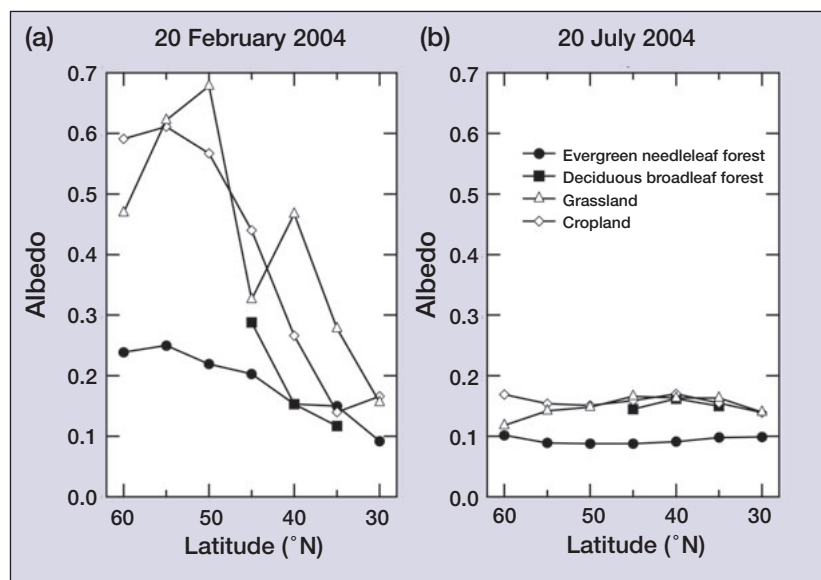 (a) 20 February 2004
0.7
0.6
0.5
0.4
0.3
0.2
0.1
0.0
Albedo
60 50 40 30
Latitude (°N)
(b) 20 July 2004
0.7
0.6
0.5
0.4
0.3
0.2
0.1
0.0
Albedo
Evergreen needleleaf forest
Deciduous broadleaf forest
Grassland
Cropland
60 50 40 30
Latitude (°N)